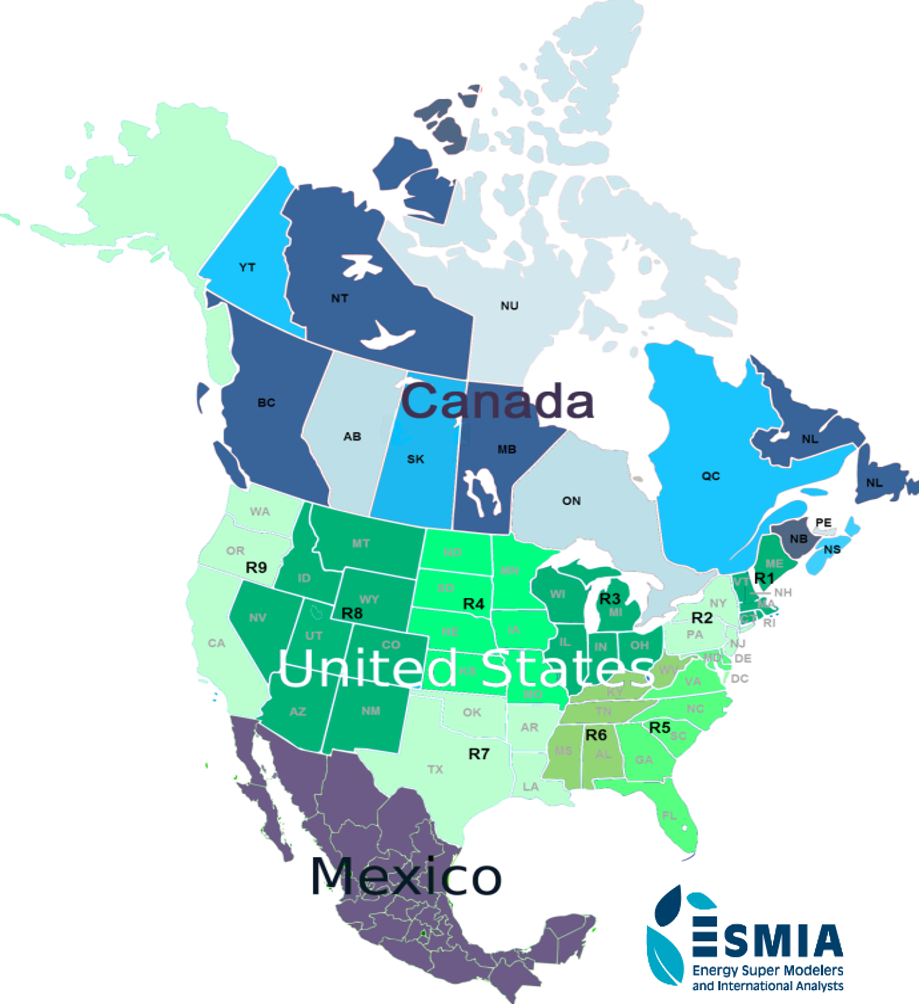 YT
NT
NU
Canada
BC
AB
SK
MB
ON
QC
NL
NL
PE
NB
NS
WA
OR
R9
ID
MT
ND
MN
SD
WY
R8
R4
WI
R3
MI
ME
R1
VT
NH
MA
CT
RI
NY
R2
PA
NJ
NV
UT
CO
NE
IA
IL
IN
OH
CA
United States
KS
MO
WV
MD
DE
DC
VA
KY
AZ
NM
OK
AR
TN
NC
SC
R5
R6
R7
TX
LA
MS
AL
GA
FL
Mexico
ESMIA
Energy Super Modelers
and International Analysts